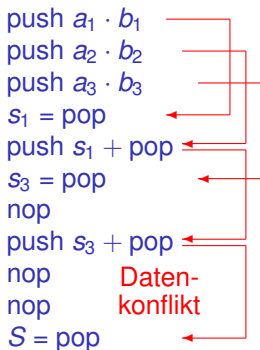 push a₁ · b₁
push a₂ · b₂
push a₃ · b₃
s₁ = pop
push s₁ + pop
s₃ = pop
nop
push s₃ + pop
nop
nop
S = pop
Daten-
konflikt